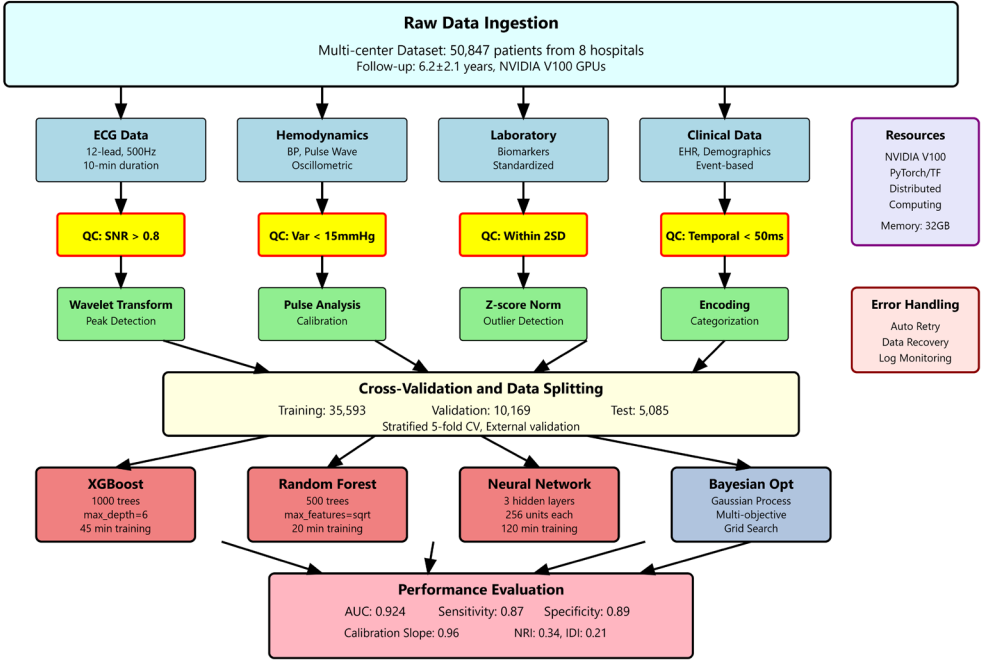 Raw Data Ingestion
Multi-center Dataset: 50,847 patients from 8 hospitals
Follow-up: 6.2±2.1 years, NVIDIA V100 GPUs
ECG Data
12-lead, 500Hz
10-min duration
Hemodynamics
BP, Pulse Wave
Oscillometric
Laboratory
Biomarkers
Standardized
Clinical Data
EHR, Demographics
Event-based
Resources
NVIDIA V100
PyTorch/TF
Distributed
Computing
Memory: 32GB
QC: SNR > 0.8
QC: Var < 15mmHg
QC: Within 2SD
QC: Temporal < 50ms
Wavelet Transform
Peak Detection
Pulse Analysis
Calibration
Z-score Norm
Outlier Detection
Encoding
Categorization
Error Handling
Auto Retry
Data Recovery
Log Monitoring
Cross-Validation and Data Splitting
Training: 35,593 Validation: 10,169 Test: 5,085
Stratified 5-fold CV, External validation
XGBoost
1000 trees
max_depth=6
45 min training
Random Forest
500 trees
max_features=sqrt
20 min training
Neural Network
3 hidden layers
256 units each
120 min training
Bayesian Opt
Gaussian Process
Multi-objective
Grid Search
Performance Evaluation
AUC: 0.924 Sensitivity: 0.87 Specificity: 0.89
Calibration Slope: 0.96 NRI: 0.34, IDI: 0.21